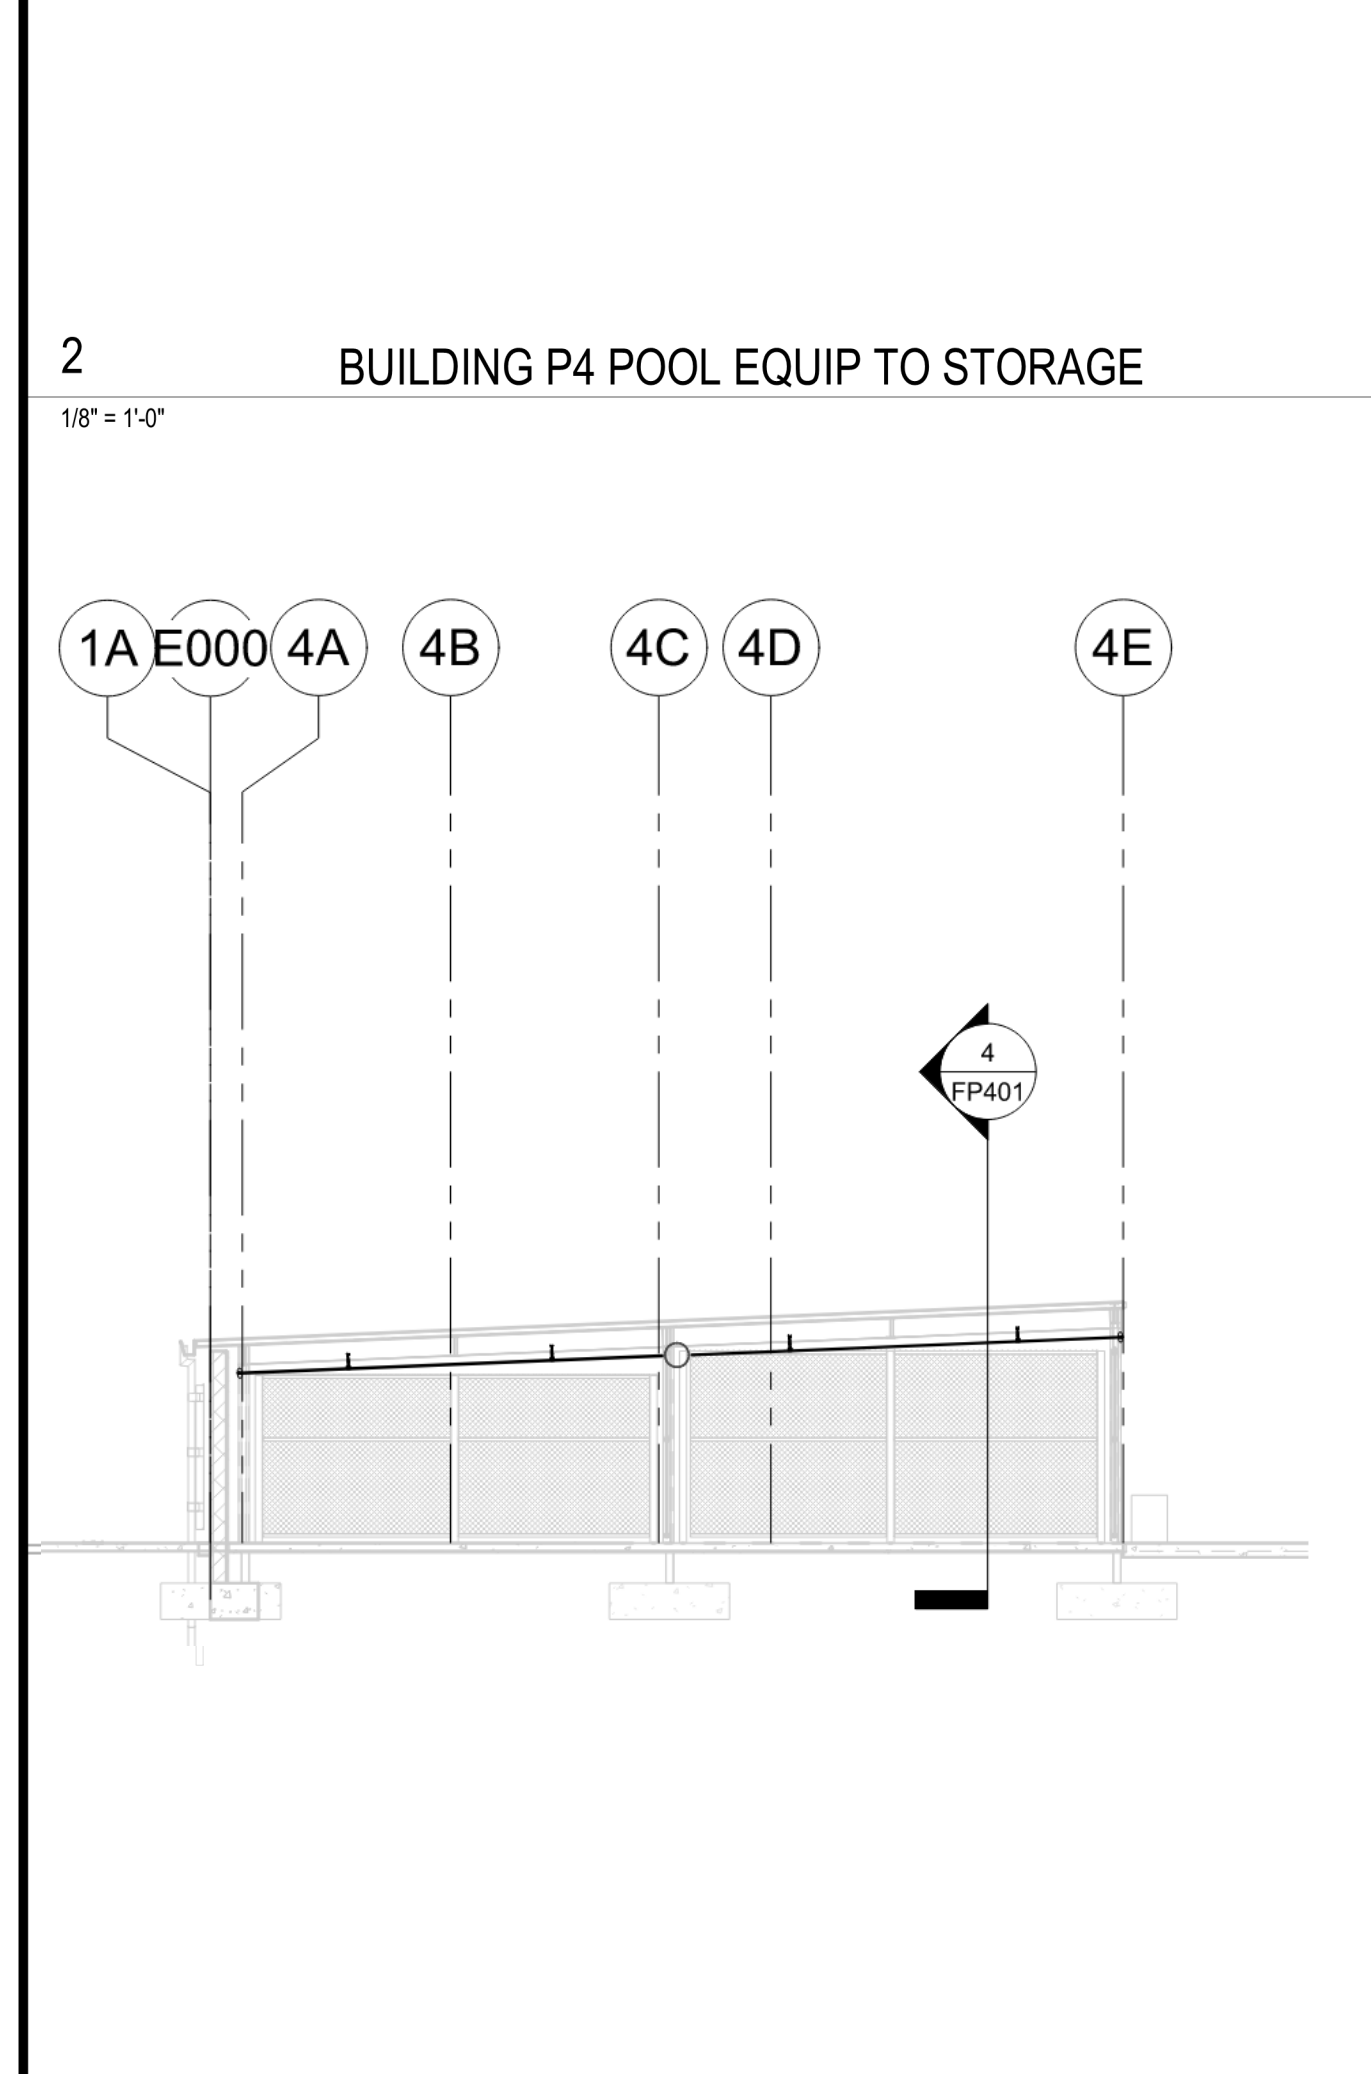 2
BUILDING P4 POOL EQUIP TO STORAGE
1/8" = 1'-0"
1A E000 4A 4B 4C 4D 4E
4
FP401